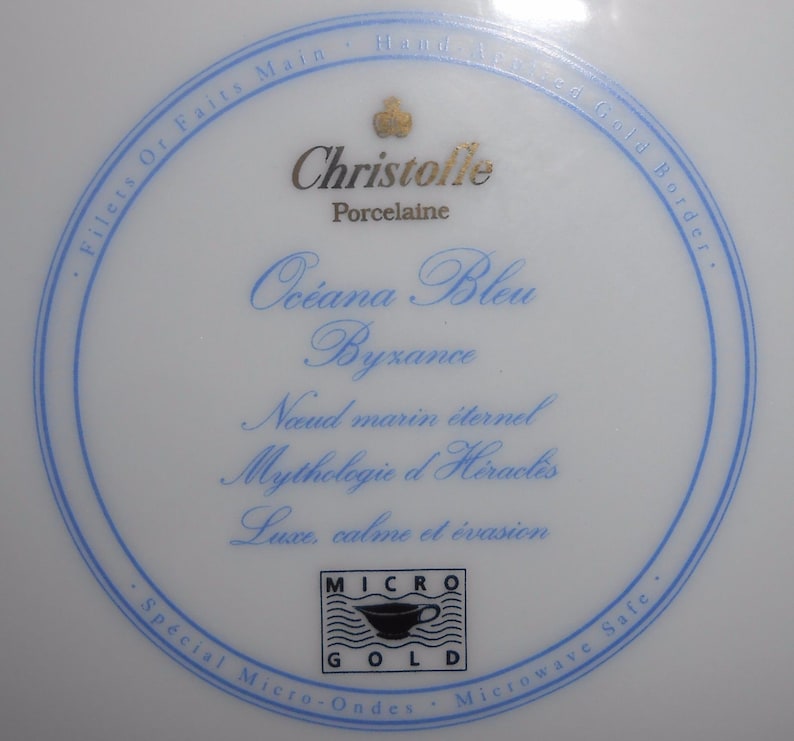 · Filets Or Faits Main · Hand-Applied Gold Border ·
Christofle
Porcelaine
Océana Bleu
Byzance
Nœud marin éternel
Mythologie d'Héraclès
Luxe, calme et évasion
MICRO
GOLD
· Spécial Micro-Ondes · Microwave Safe ·